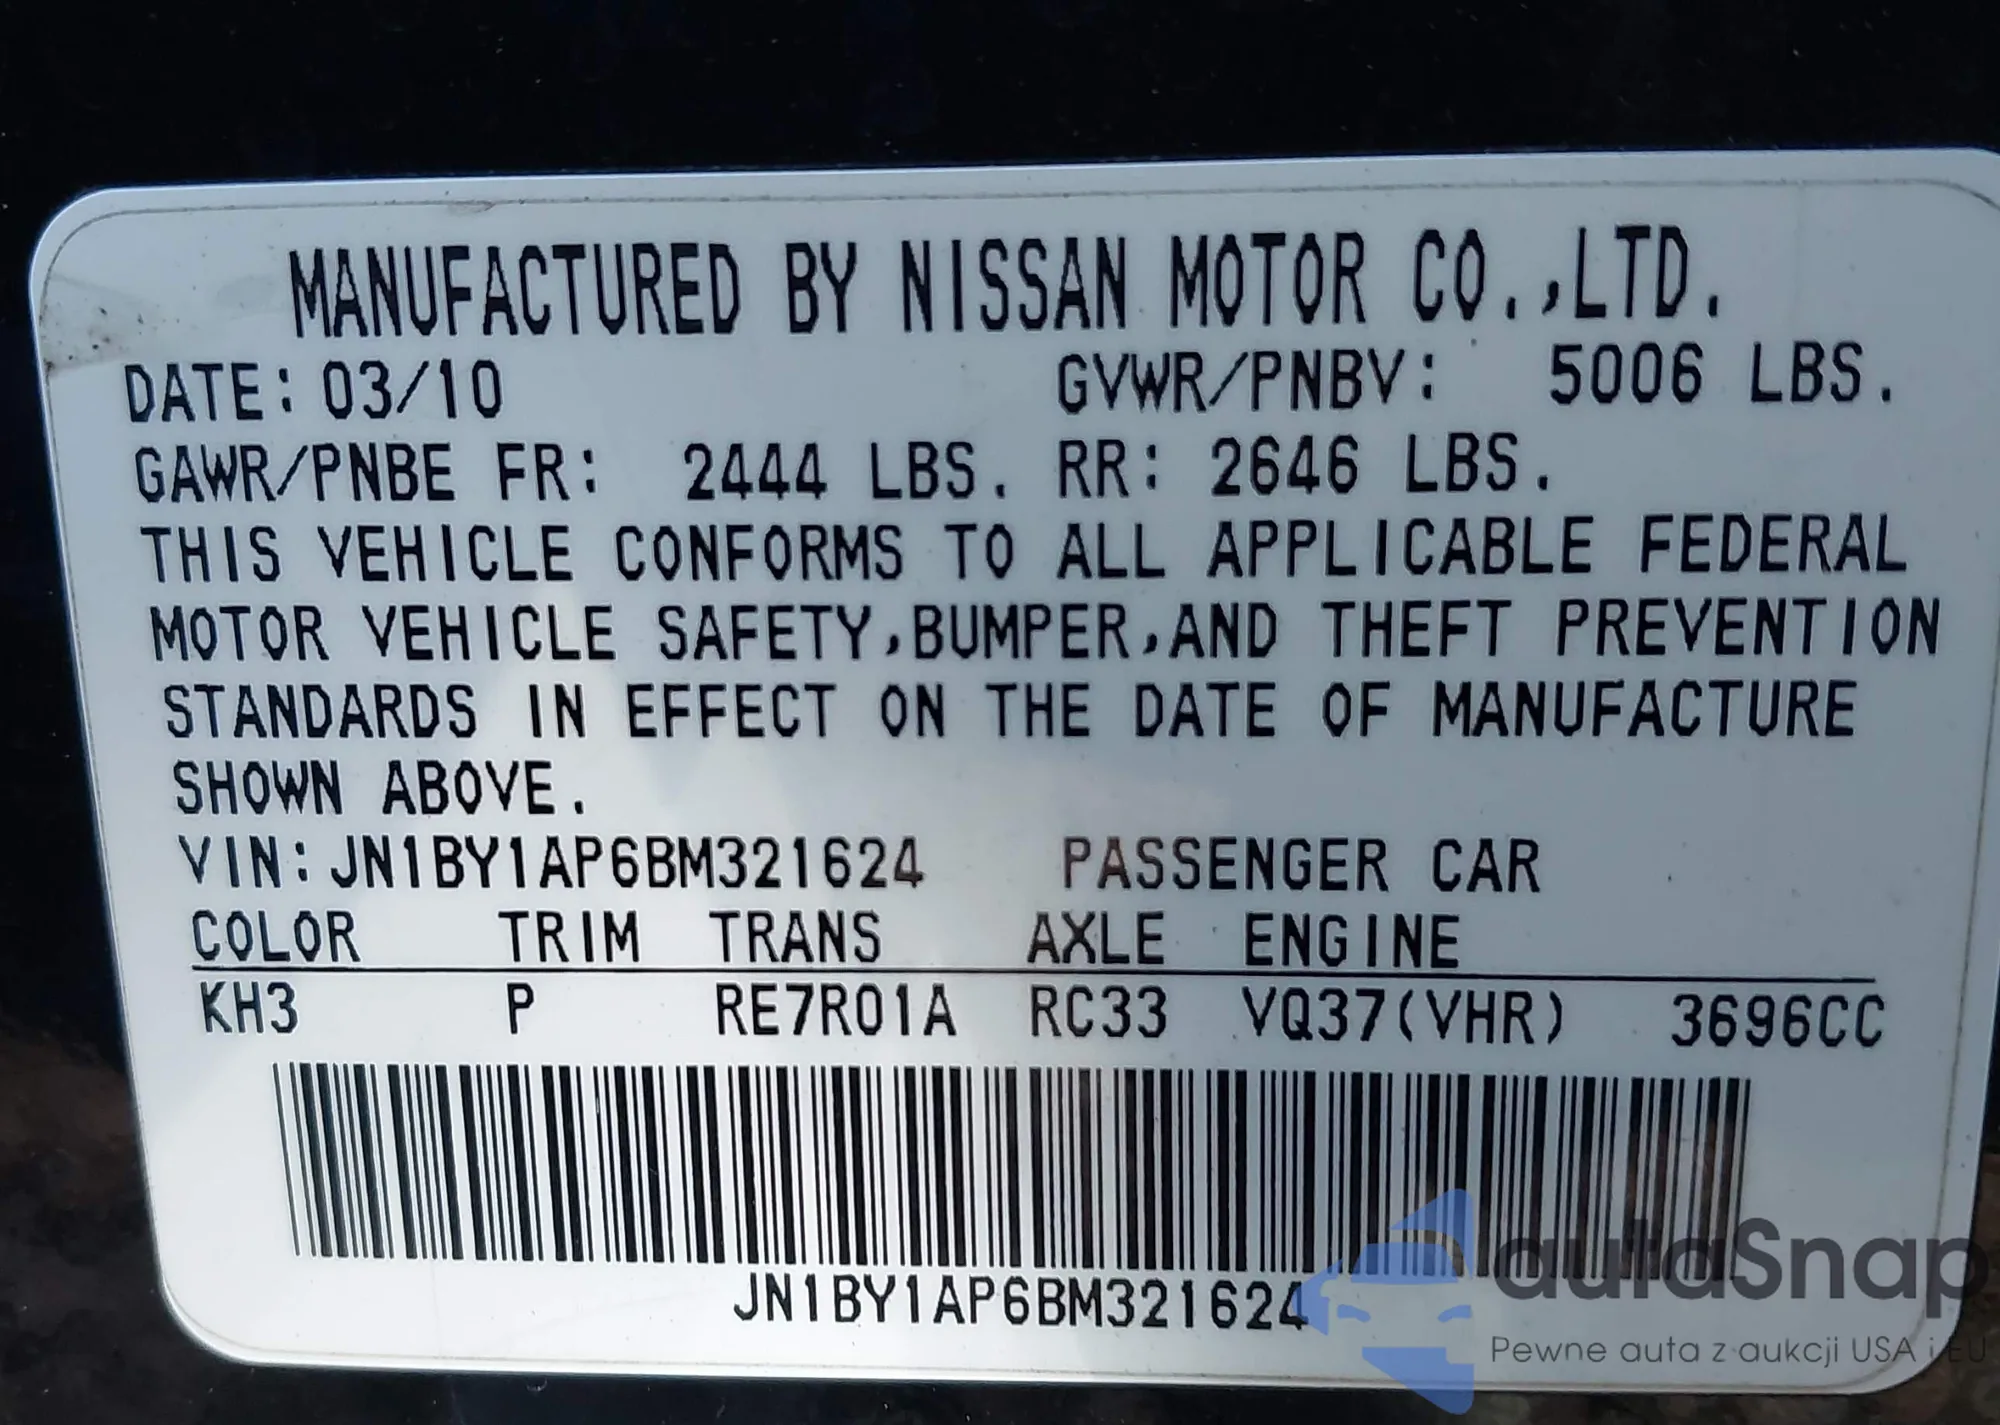 MANUFACTURED BY NISSAN MOTOR CO.,LTD.
DATE: 03/10 GVWR/PNBV: 5006 LBS.
GAWR/PNBE FR: 2444 LBS. RR: 2646 LBS.
THIS VEHICLE CONFORMS TO ALL APPLICABLE FEDERAL
MOTOR VEHICLE SAFETY,BUMPER,AND THEFT PREVENTION
STANDARDS IN EFFECT ON THE DATE OF MANUFACTURE
SHOWN ABOVE.
VIN:JN1BY1AP6BM321624 PASSENGER CAR
COLOR TRIM TRANS AXLE ENGINE
KH3 P RE7R01A RC33 VQ37(VHR) 3696CC
JN1BY1AP6BM321624
autaSnap
Pewne auta z aukcji USA i EU